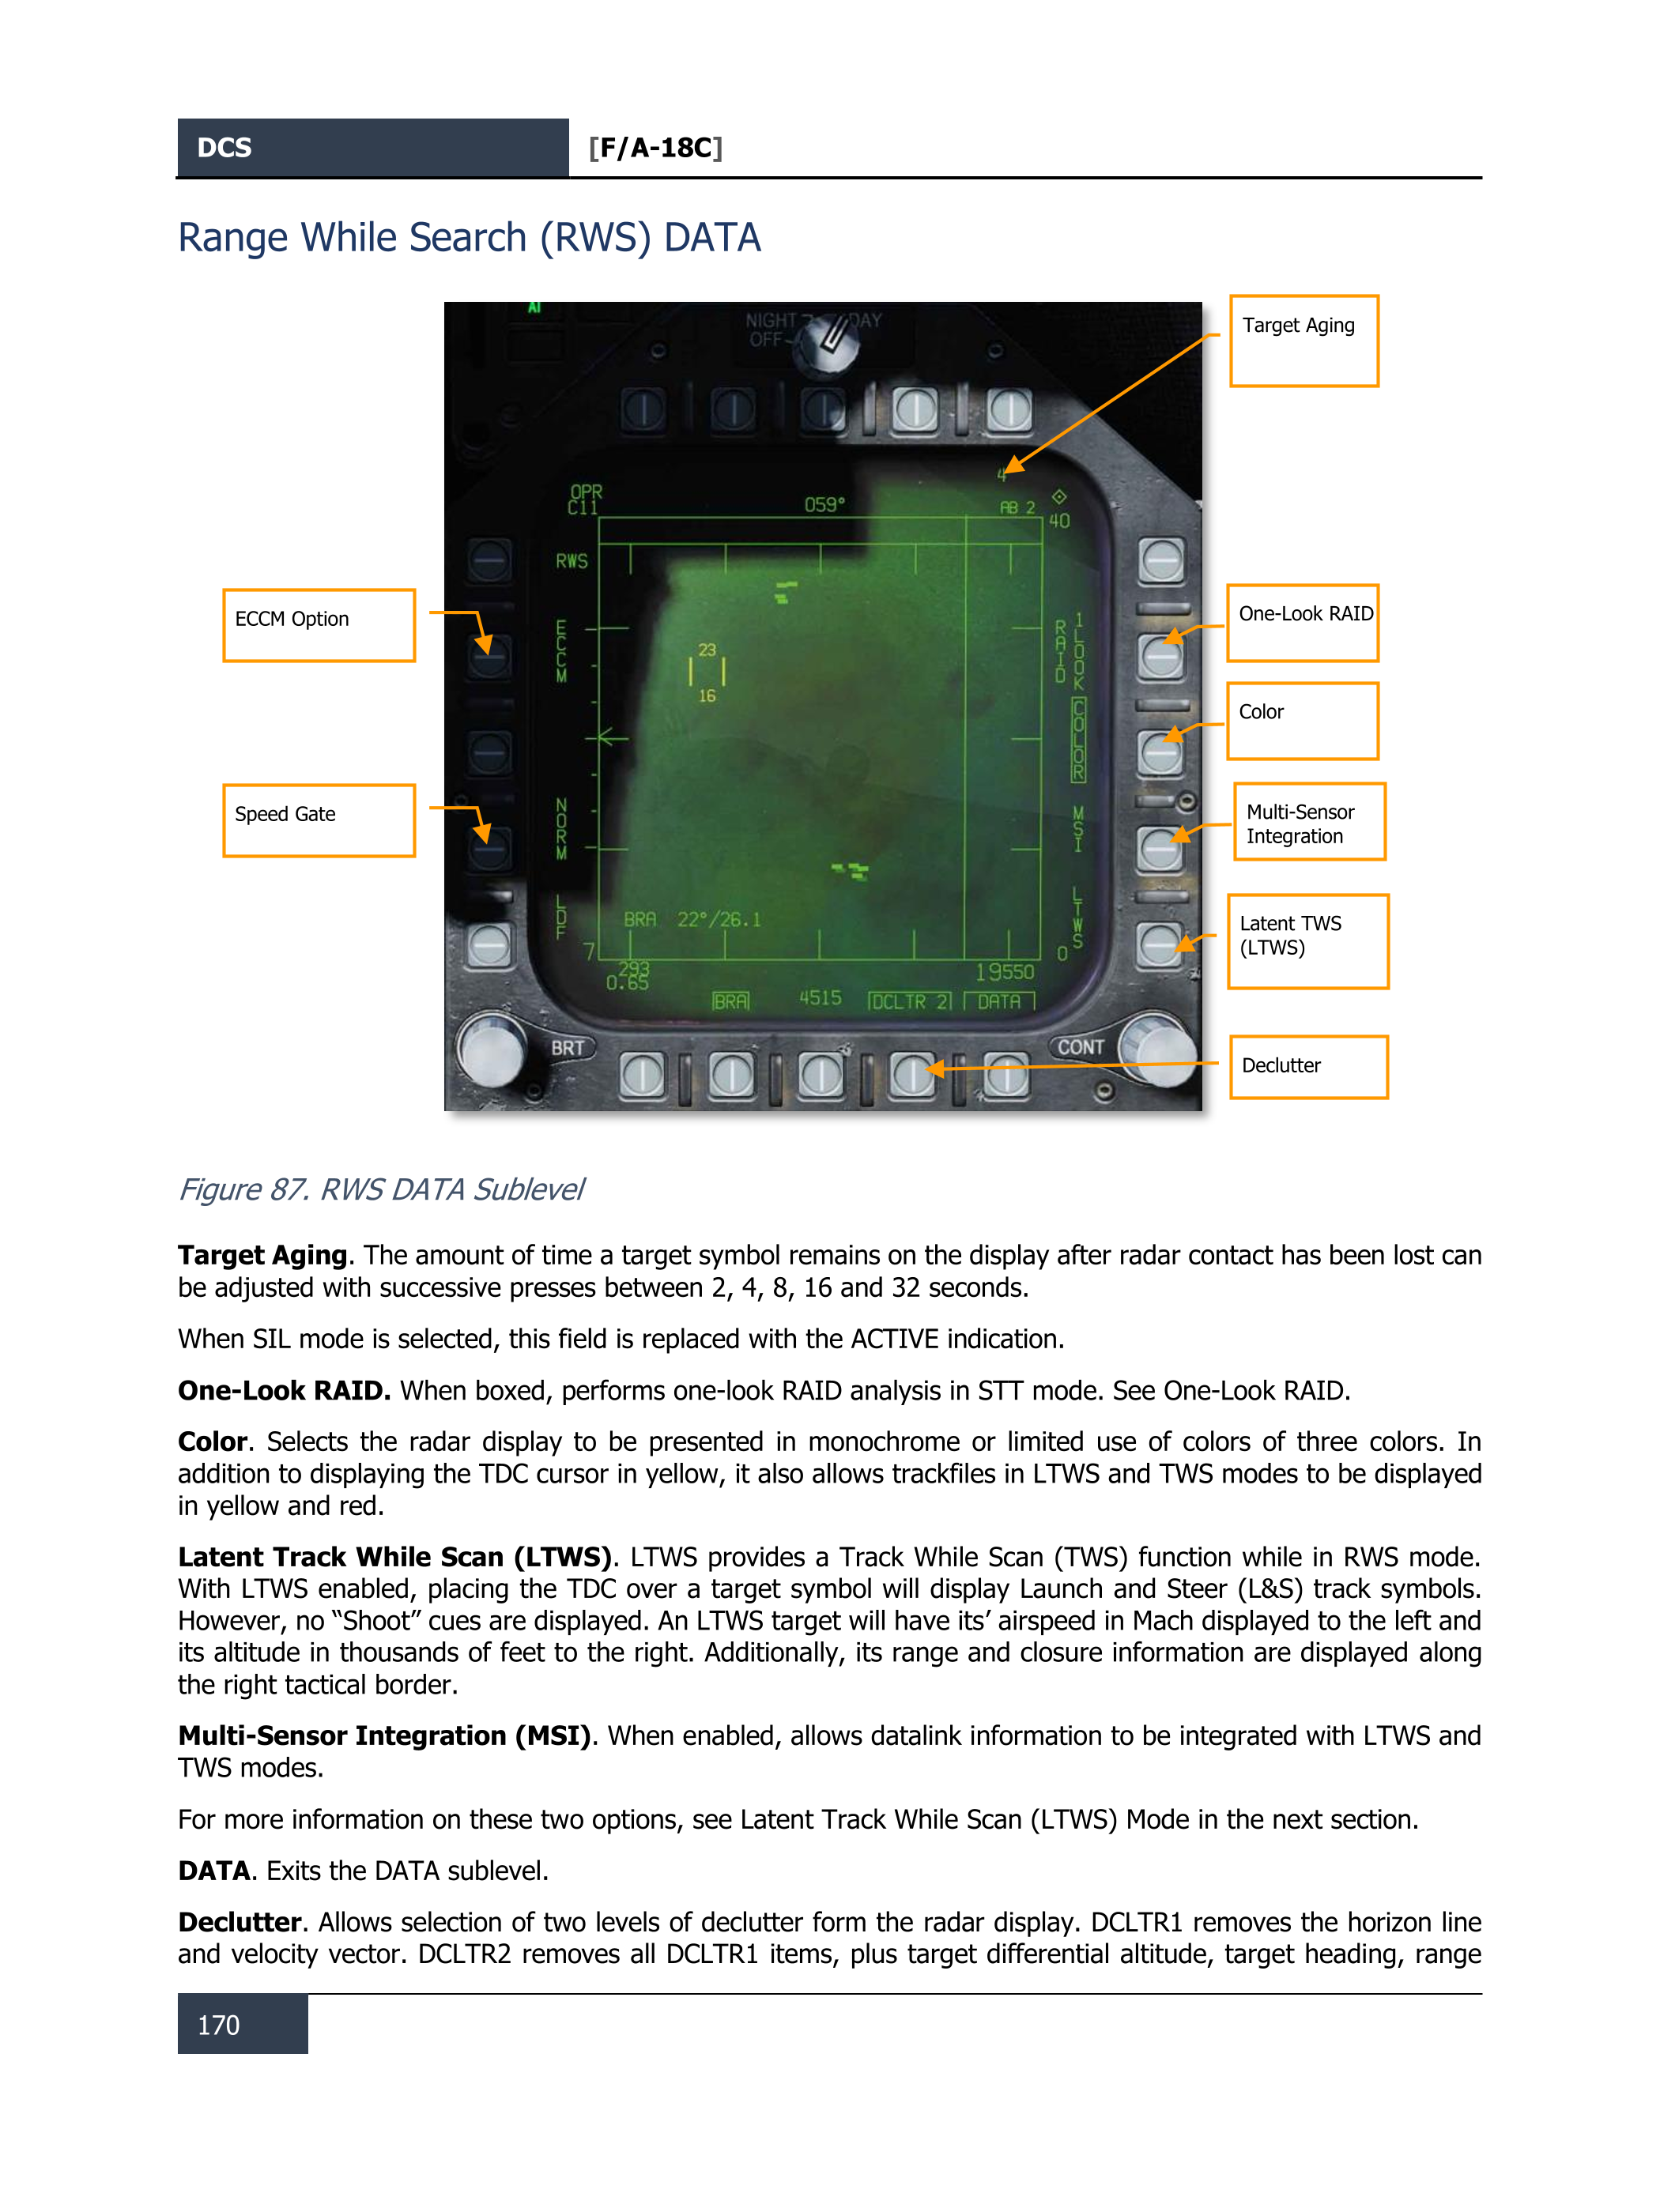 DCS
[F/A-18C]
Range While Search (RWS) DATA
AI
NIGHT DAY
OFF
Target Aging
4
OPR
C11
059°
AB 2
40
RWS
ECCM
ECCM Option
23
16
RAID
1LOOK
One-Look RAID
COLOR
Color
NORM
Speed Gate
MSI
Multi-Sensor
Integration
LDF
LTWS
Latent TWS
(LTWS)
BRA 22°/26.1
7
0
293
0.65
19550
BRA 4515 DCLTR 2 DATA
BRT
CONT
Declutter
Figure 87. RWS DATA Sublevel
Target Aging. The amount of time a target symbol remains on the display after radar contact has been lost can
be adjusted with successive presses between 2, 4, 8, 16 and 32 seconds.
When SIL mode is selected, this field is replaced with the ACTIVE indication.
One-Look RAID. When boxed, performs one-look RAID analysis in STT mode. See One-Look RAID.
Color. Selects the radar display to be presented in monochrome or limited use of colors of three colors. In
addition to displaying the TDC cursor in yellow, it also allows trackfiles in LTWS and TWS modes to be displayed
in yellow and red.
Latent Track While Scan (LTWS). LTWS provides a Track While Scan (TWS) function while in RWS mode.
With LTWS enabled, placing the TDC over a target symbol will display Launch and Steer (L&S) track symbols.
However, no “Shoot” cues are displayed. An LTWS target will have its’ airspeed in Mach displayed to the left and
its altitude in thousands of feet to the right. Additionally, its range and closure information are displayed along
the right tactical border.
Multi-Sensor Integration (MSI). When enabled, allows datalink information to be integrated with LTWS and
TWS modes.
For more information on these two options, see Latent Track While Scan (LTWS) Mode in the next section.
DATA. Exits the DATA sublevel.
Declutter. Allows selection of two levels of declutter form the radar display. DCLTR1 removes the horizon line
and velocity vector. DCLTR2 removes all DCLTR1 items, plus target differential altitude, target heading, range
170